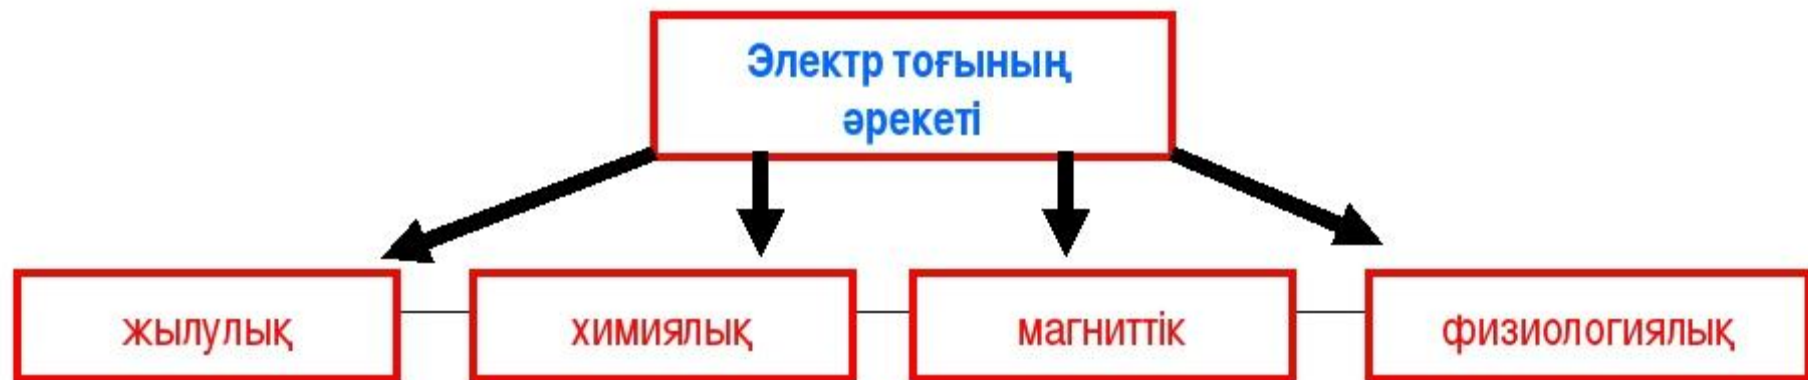 Электр тоғының
әрекеті
жылулық
химиялық
магниттік
физиологиялық